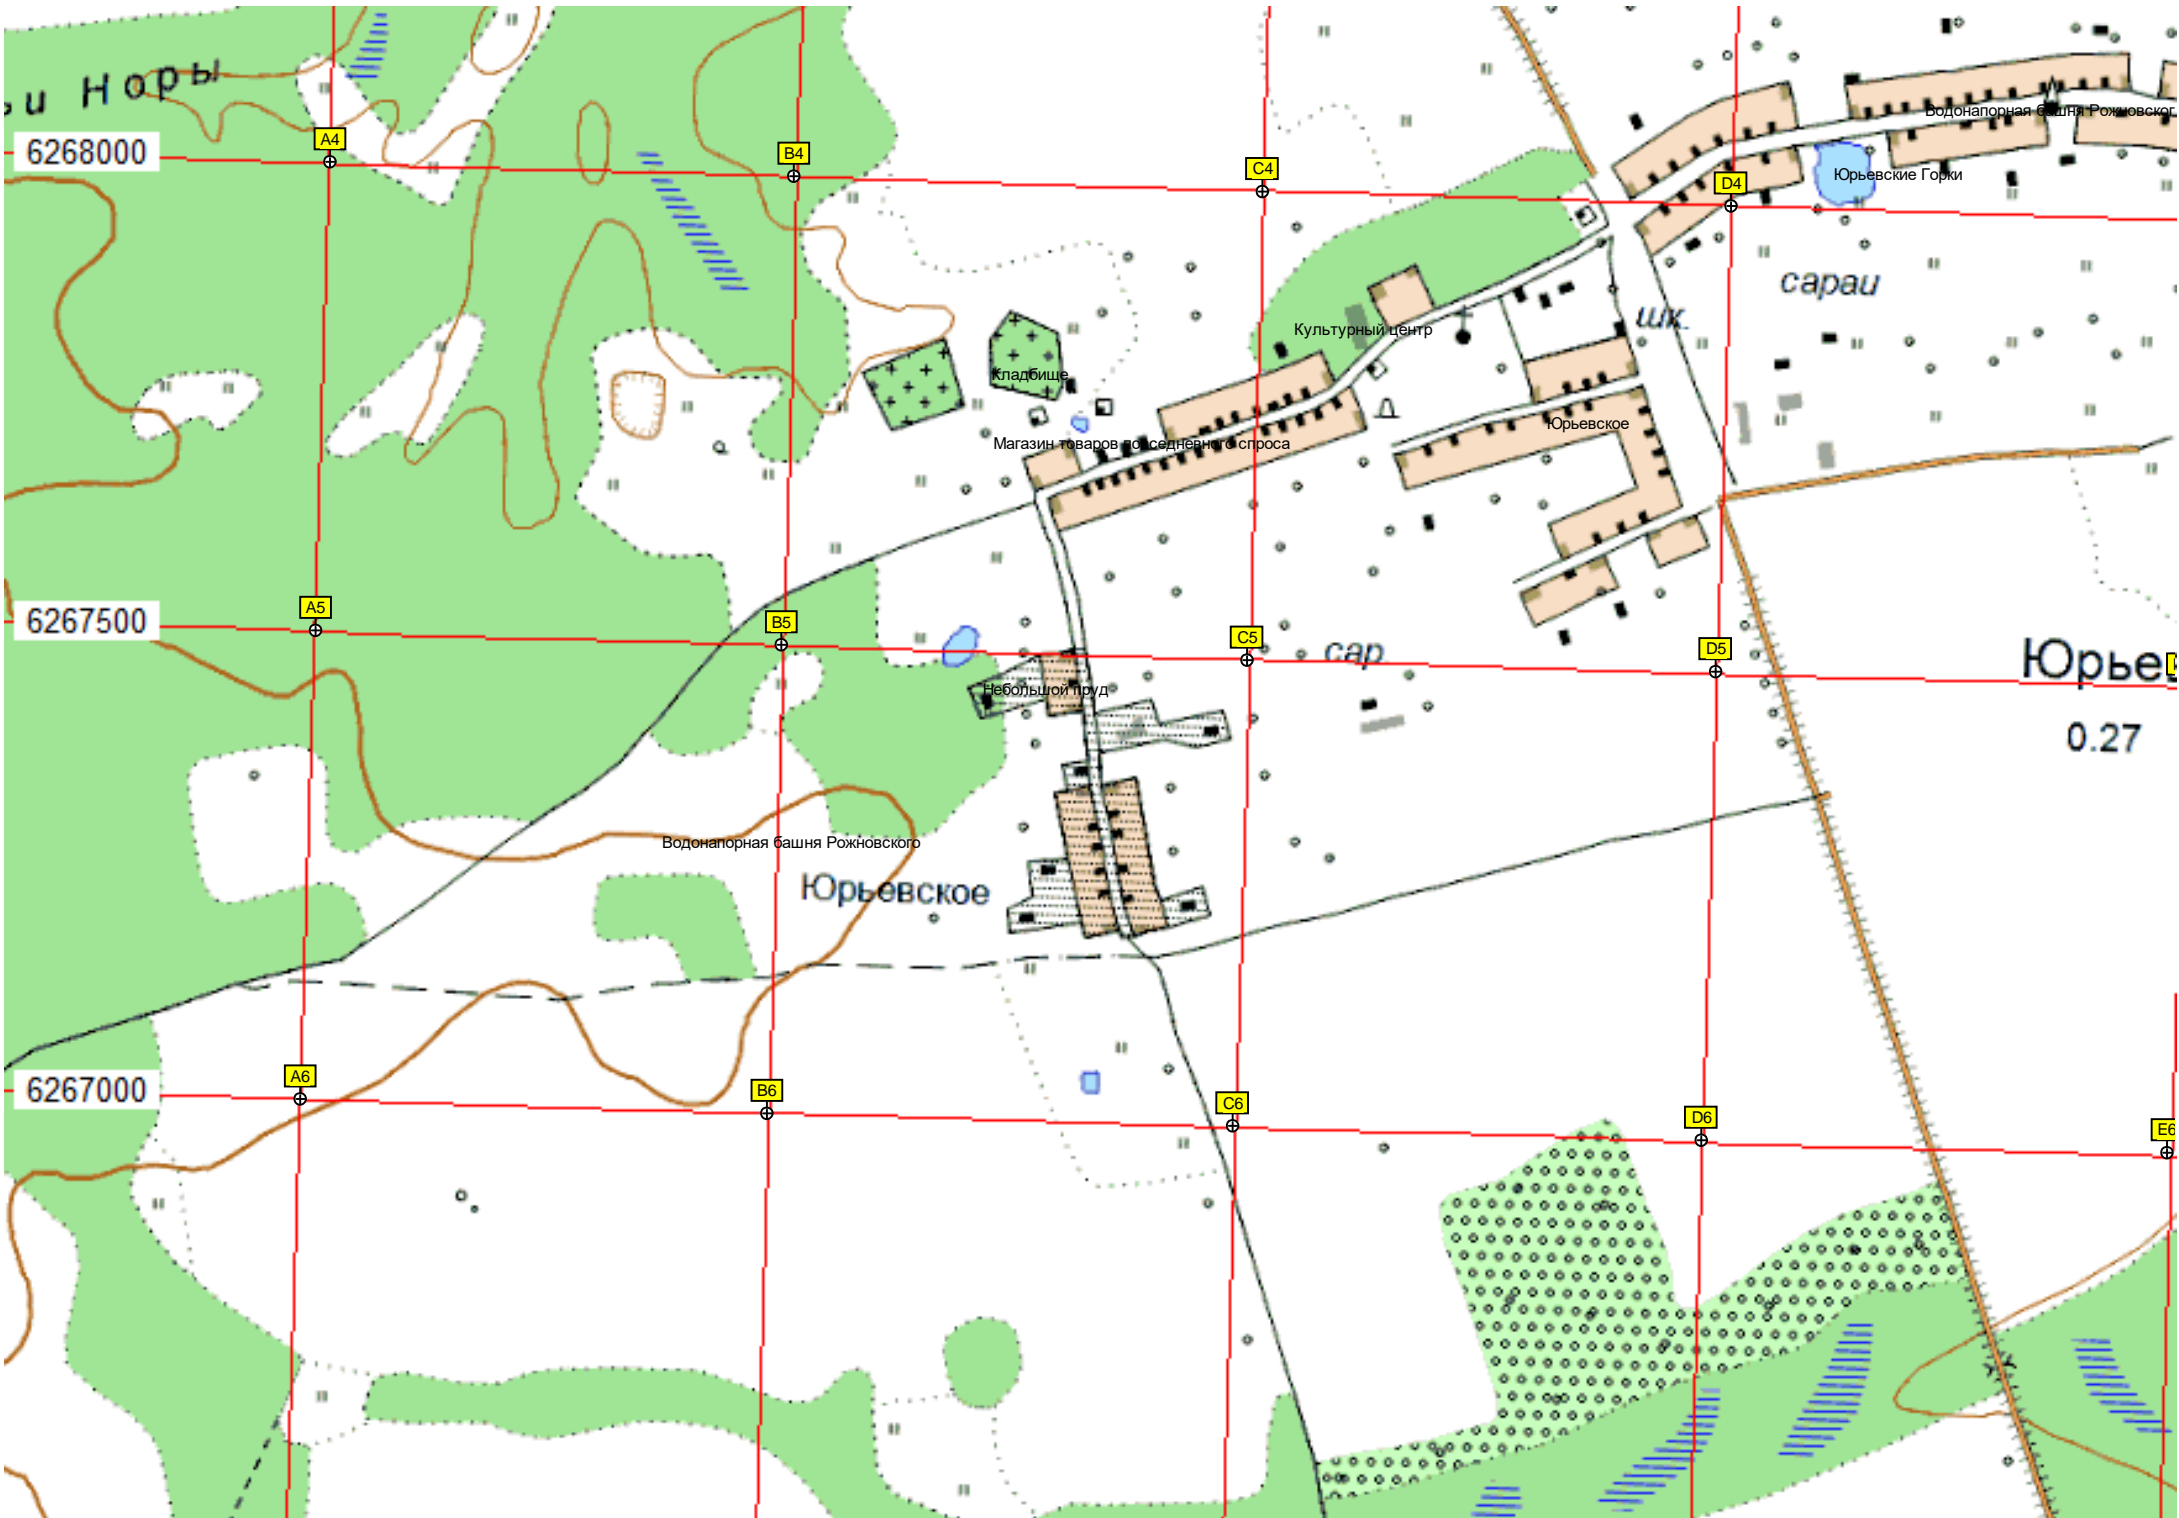 и Норы
Водонапорная башня Рожновског
A4
6268000
B4
C4
D4
Юрьевские Горки
сараи
шк.
Культурный центр
Кладбище
Юрьевское
Магазин товаров повседневного спроса
A5
6267500
B5
C5
D5
сар.
Юрье
Небольшой пруд
0.27
Водонапорная башня Рожновского
Юрьевское
A6
6267000
B6
C6
D6
E6